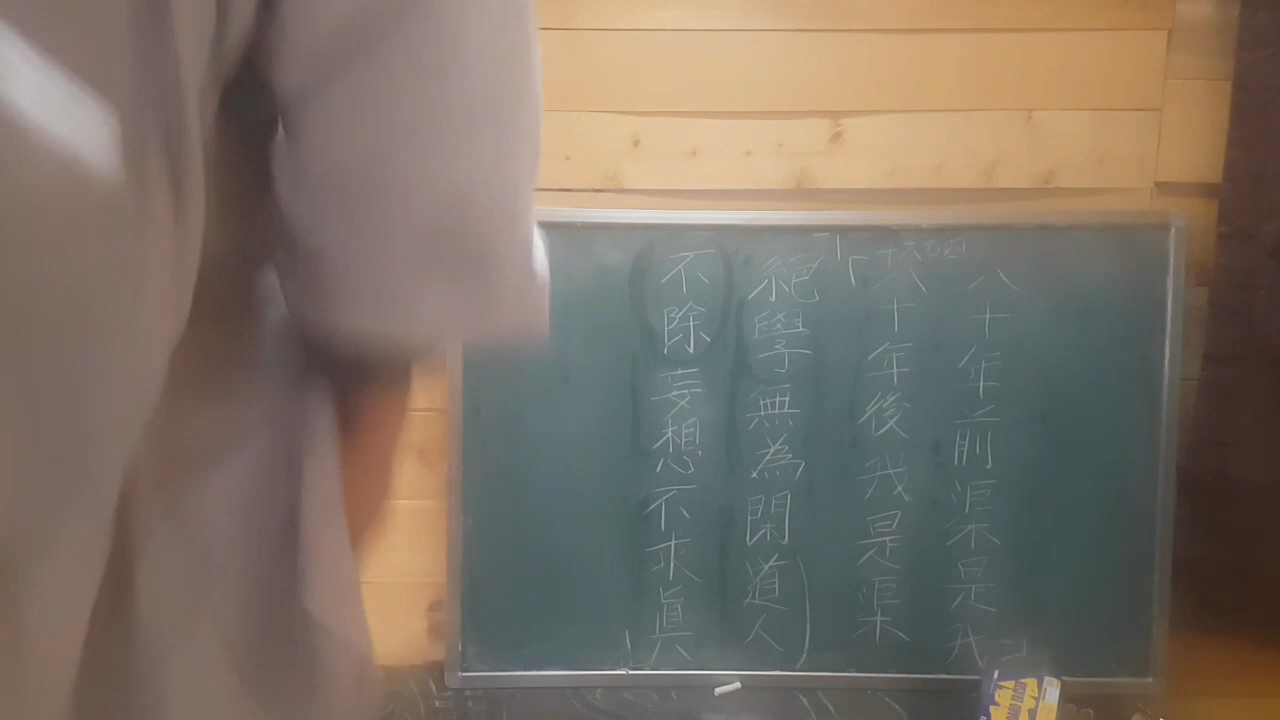 八十年前渠是我
八十年後我是渠
絕學無為閑道人
不除妄想不求眞